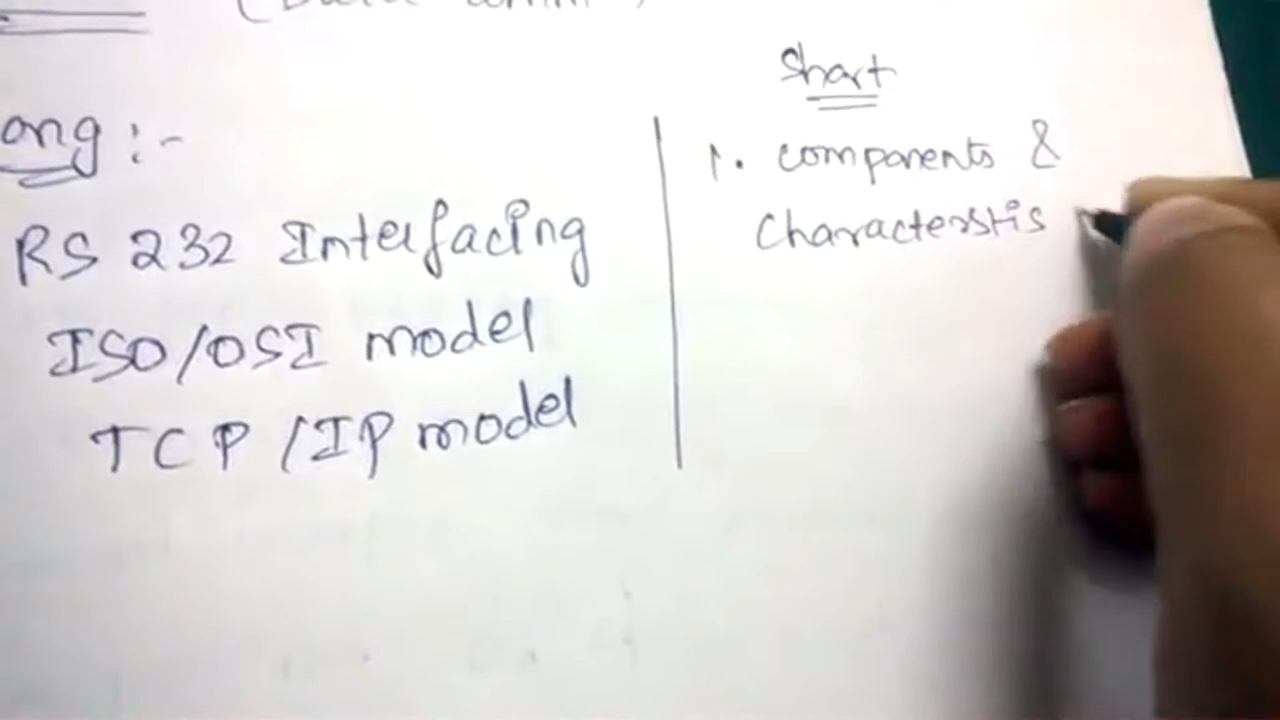 ong :-
RS 232 Interfacing
ISO/OSI model
TCP/IP model
Short
1. components &
characterstis